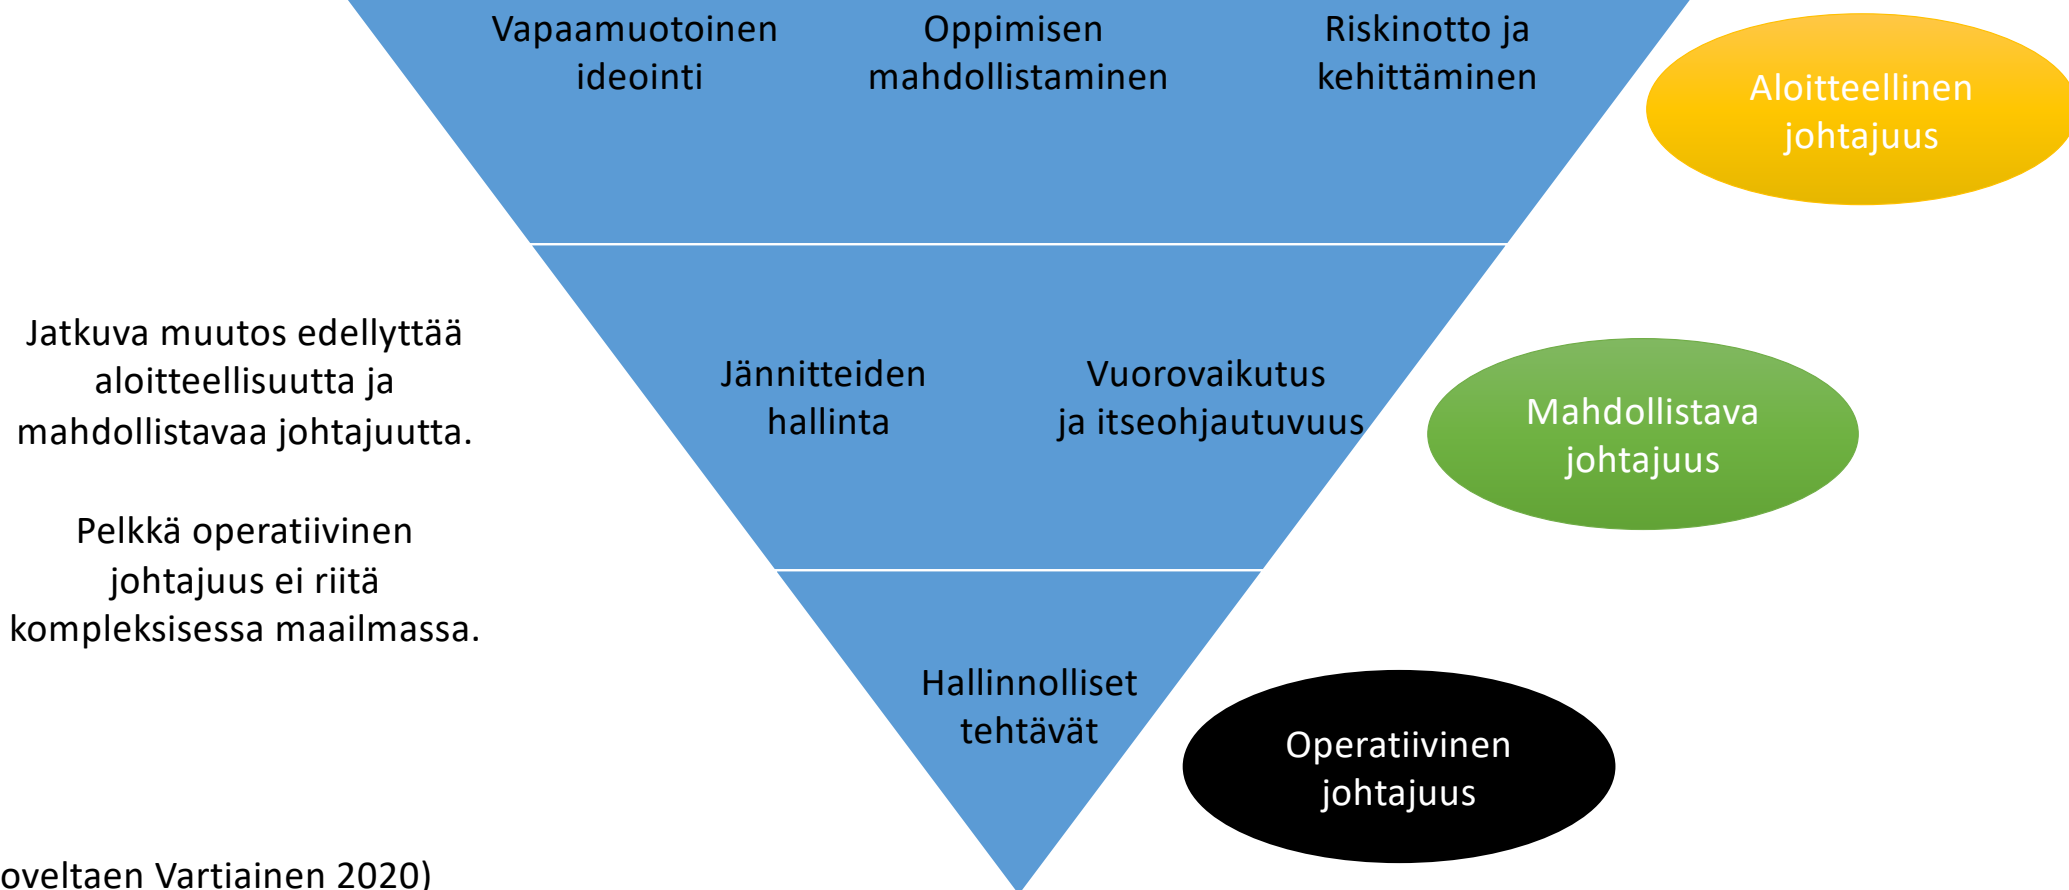 Vapaamuotoinen
ideointi
Oppimisen
mahdollistaminen
Riskinotto ja
kehittäminen
Aloitteellinen
johtajuus
Jatkuva muutos edellyttää
aloitteellisuutta ja
mahdollistavaa johtajuutta.
Pelkkä operatiivinen
johtajuus ei riitä
kompleksisessa maailmassa.
Jännitteiden
hallinta
Vuorovaikutus
ja itseohjautuvuus
Mahdollistava
johtajuus
Hallinnolliset
tehtävät
Operatiivinen
johtajuus
oveltaen Vartiainen 2020)